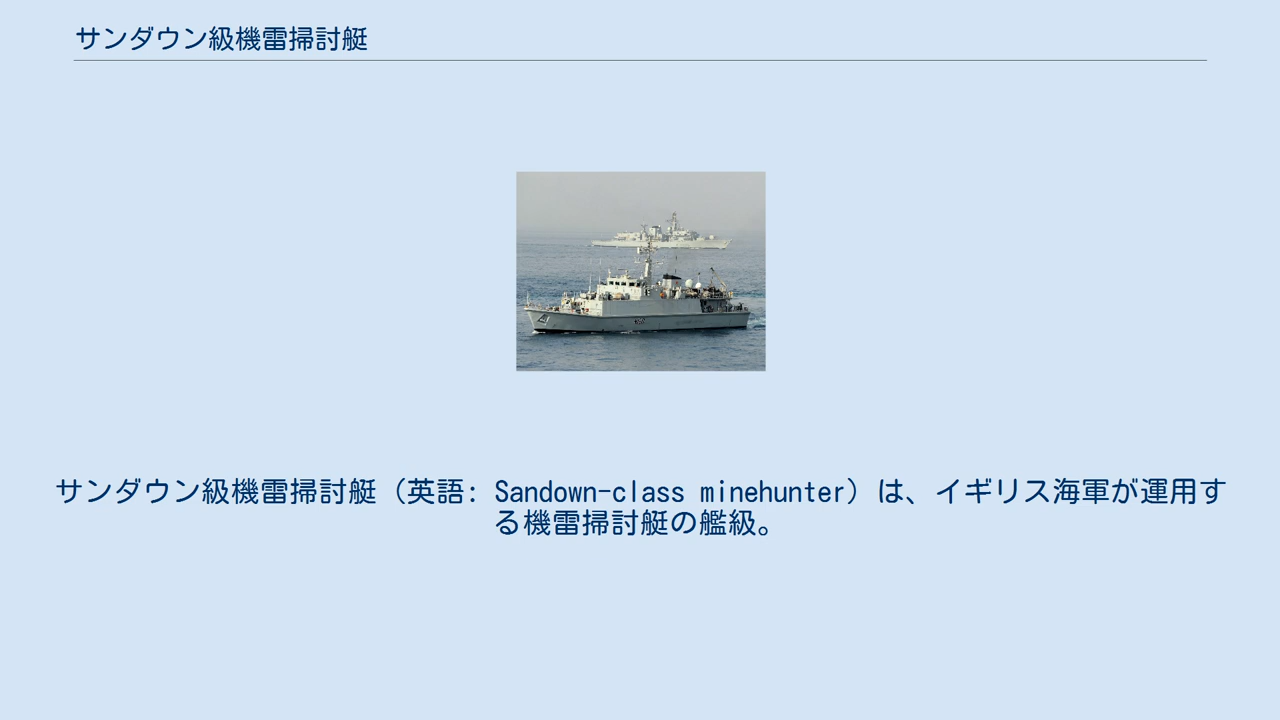 サンダウン級機雷掃討艇
サンダウン級機雷掃討艇（英語: Sandown-class minehunter）は、イギリス海軍が運用す
る機雷掃討艇の艦級。